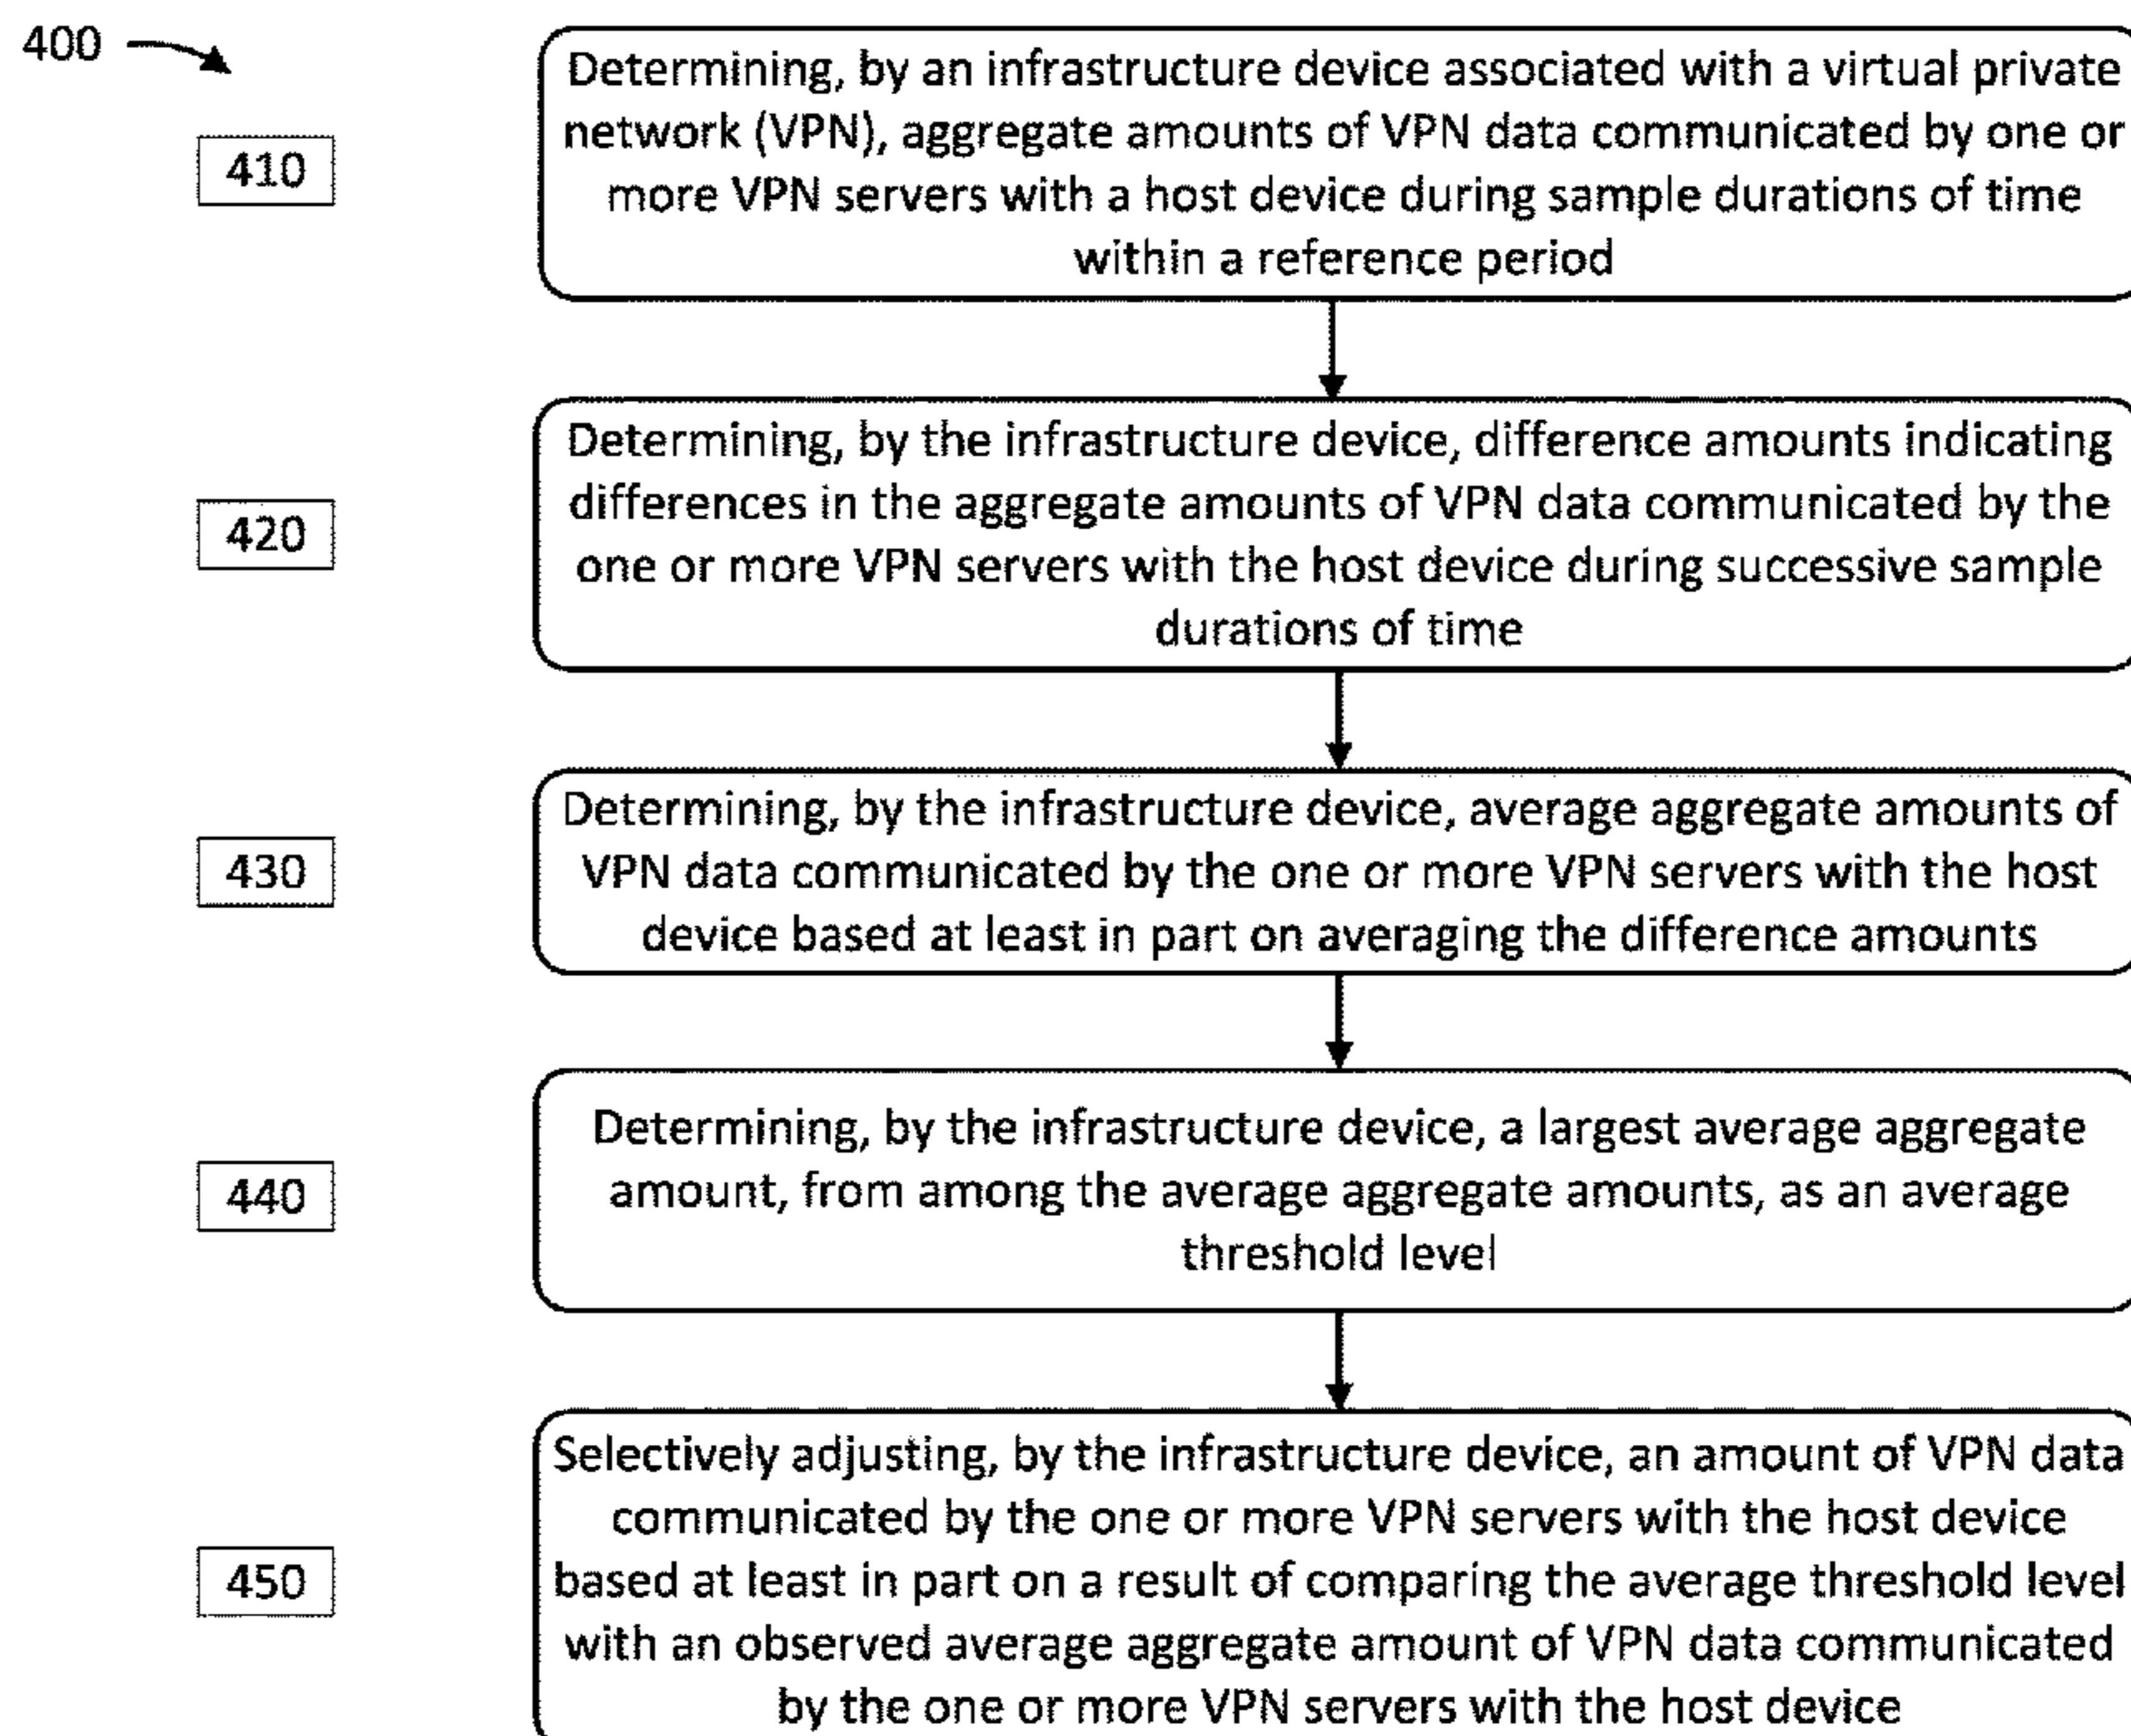 400
410
Determining, by an infrastructure device associated with a virtual private
network (VPN), aggregate amounts of VPN data communicated by one or
more VPN servers with a host device during sample durations of time
within a reference period
420
Determining, by the infrastructure device, difference amounts indicating
differences in the aggregate amounts of VPN data communicated by the
one or more VPN servers with the host device during successive sample
durations of time
430
Determining, by the infrastructure device, average aggregate amounts of
VPN data communicated by the one or more VPN servers with the host
device based at least in part on averaging the difference amounts
440
Determining, by the infrastructure device, a largest average aggregate
amount, from among the average aggregate amounts, as an average
threshold level
450
Selectively adjusting, by the infrastructure device, an amount of VPN data
communicated by the one or more VPN servers with the host device
based at least in part on a result of comparing the average threshold level
with an observed average aggregate amount of VPN data communicated
by the one or more VPN servers with the host device